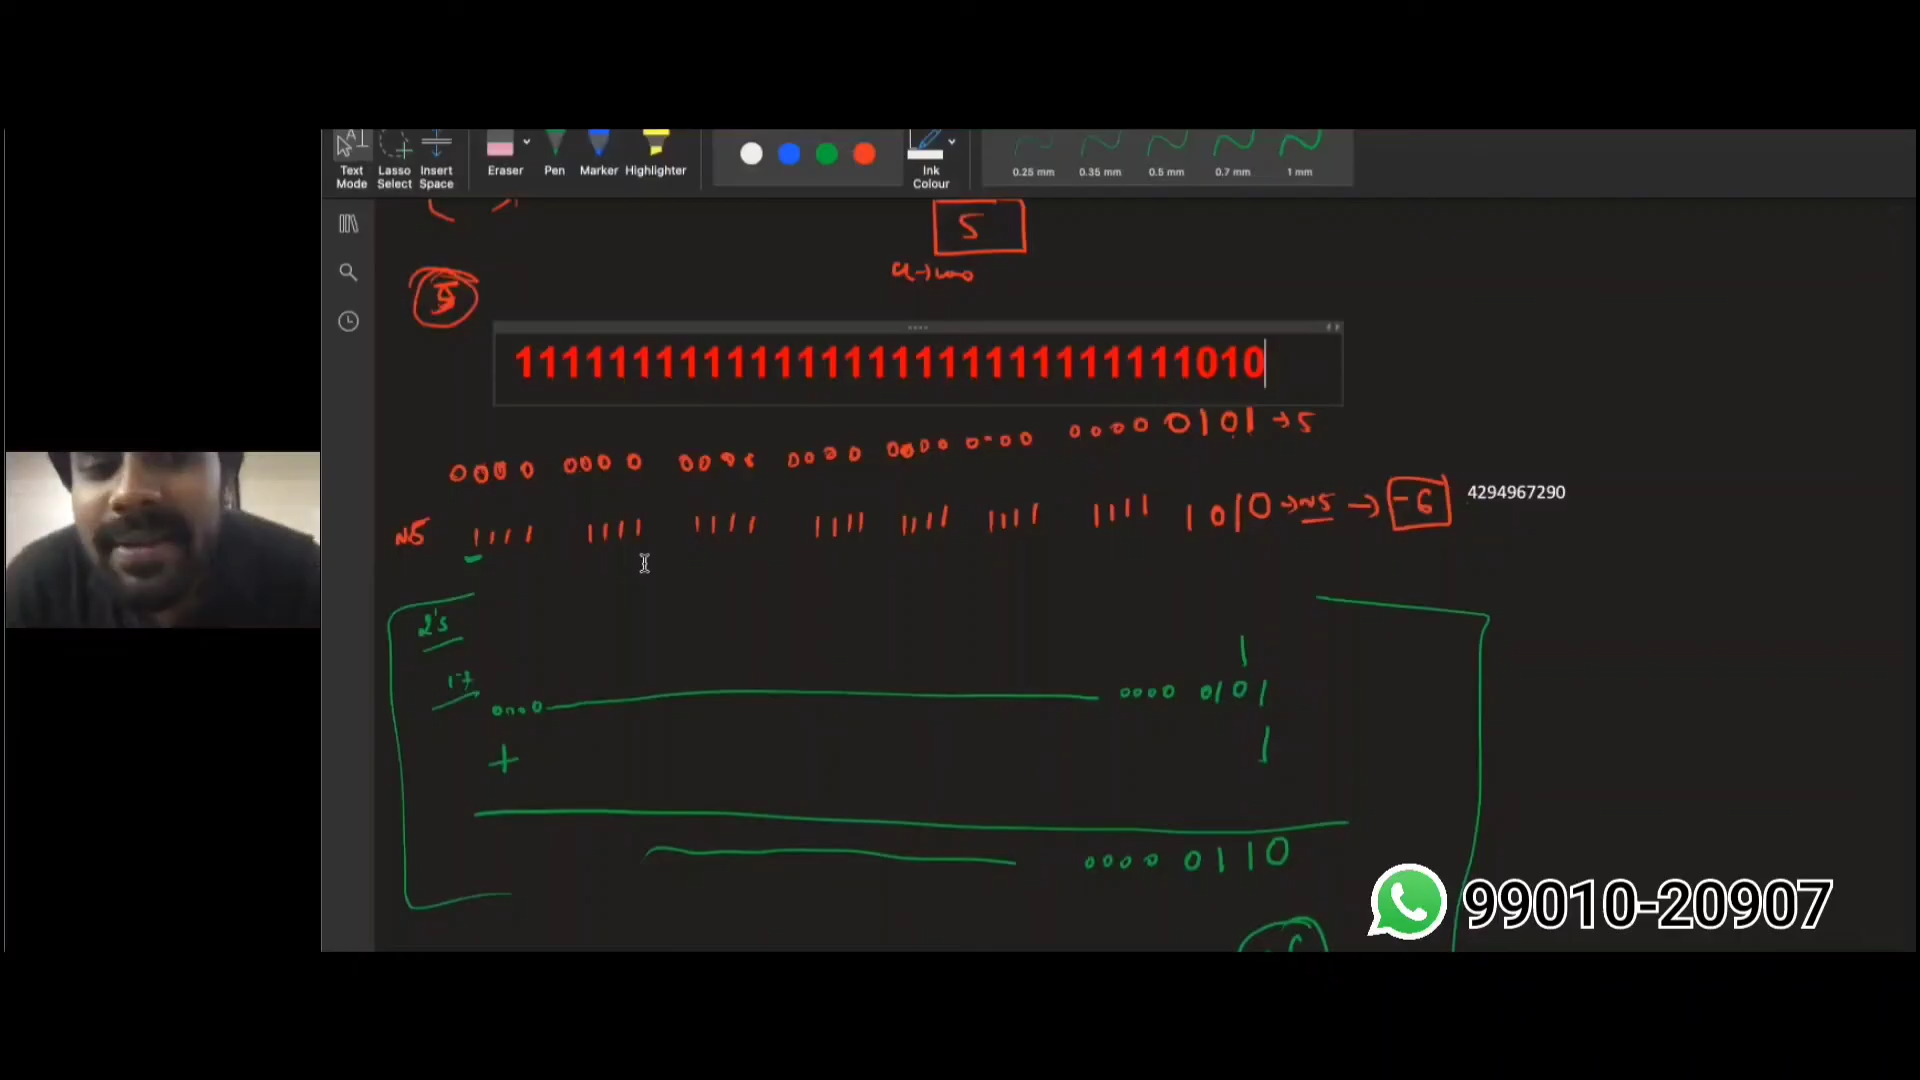 Text Mode Lasso Select Insert Space Eraser Pen Marker Highlighter Ink Colour 0.25 mm 0.35 mm 0.5 mm 0.7 mm 1 mm
5
5
11111111111111111111111111111010
0000 0000 0000 0000 0000 0000 0000 0101 → 5
~5 1111 1111 1111 1111 1111 1111 1111 1010 → ~5 → -6 4294967290
2's
1
0000 0000 0101
+ 1
0000 0110
99010-20907